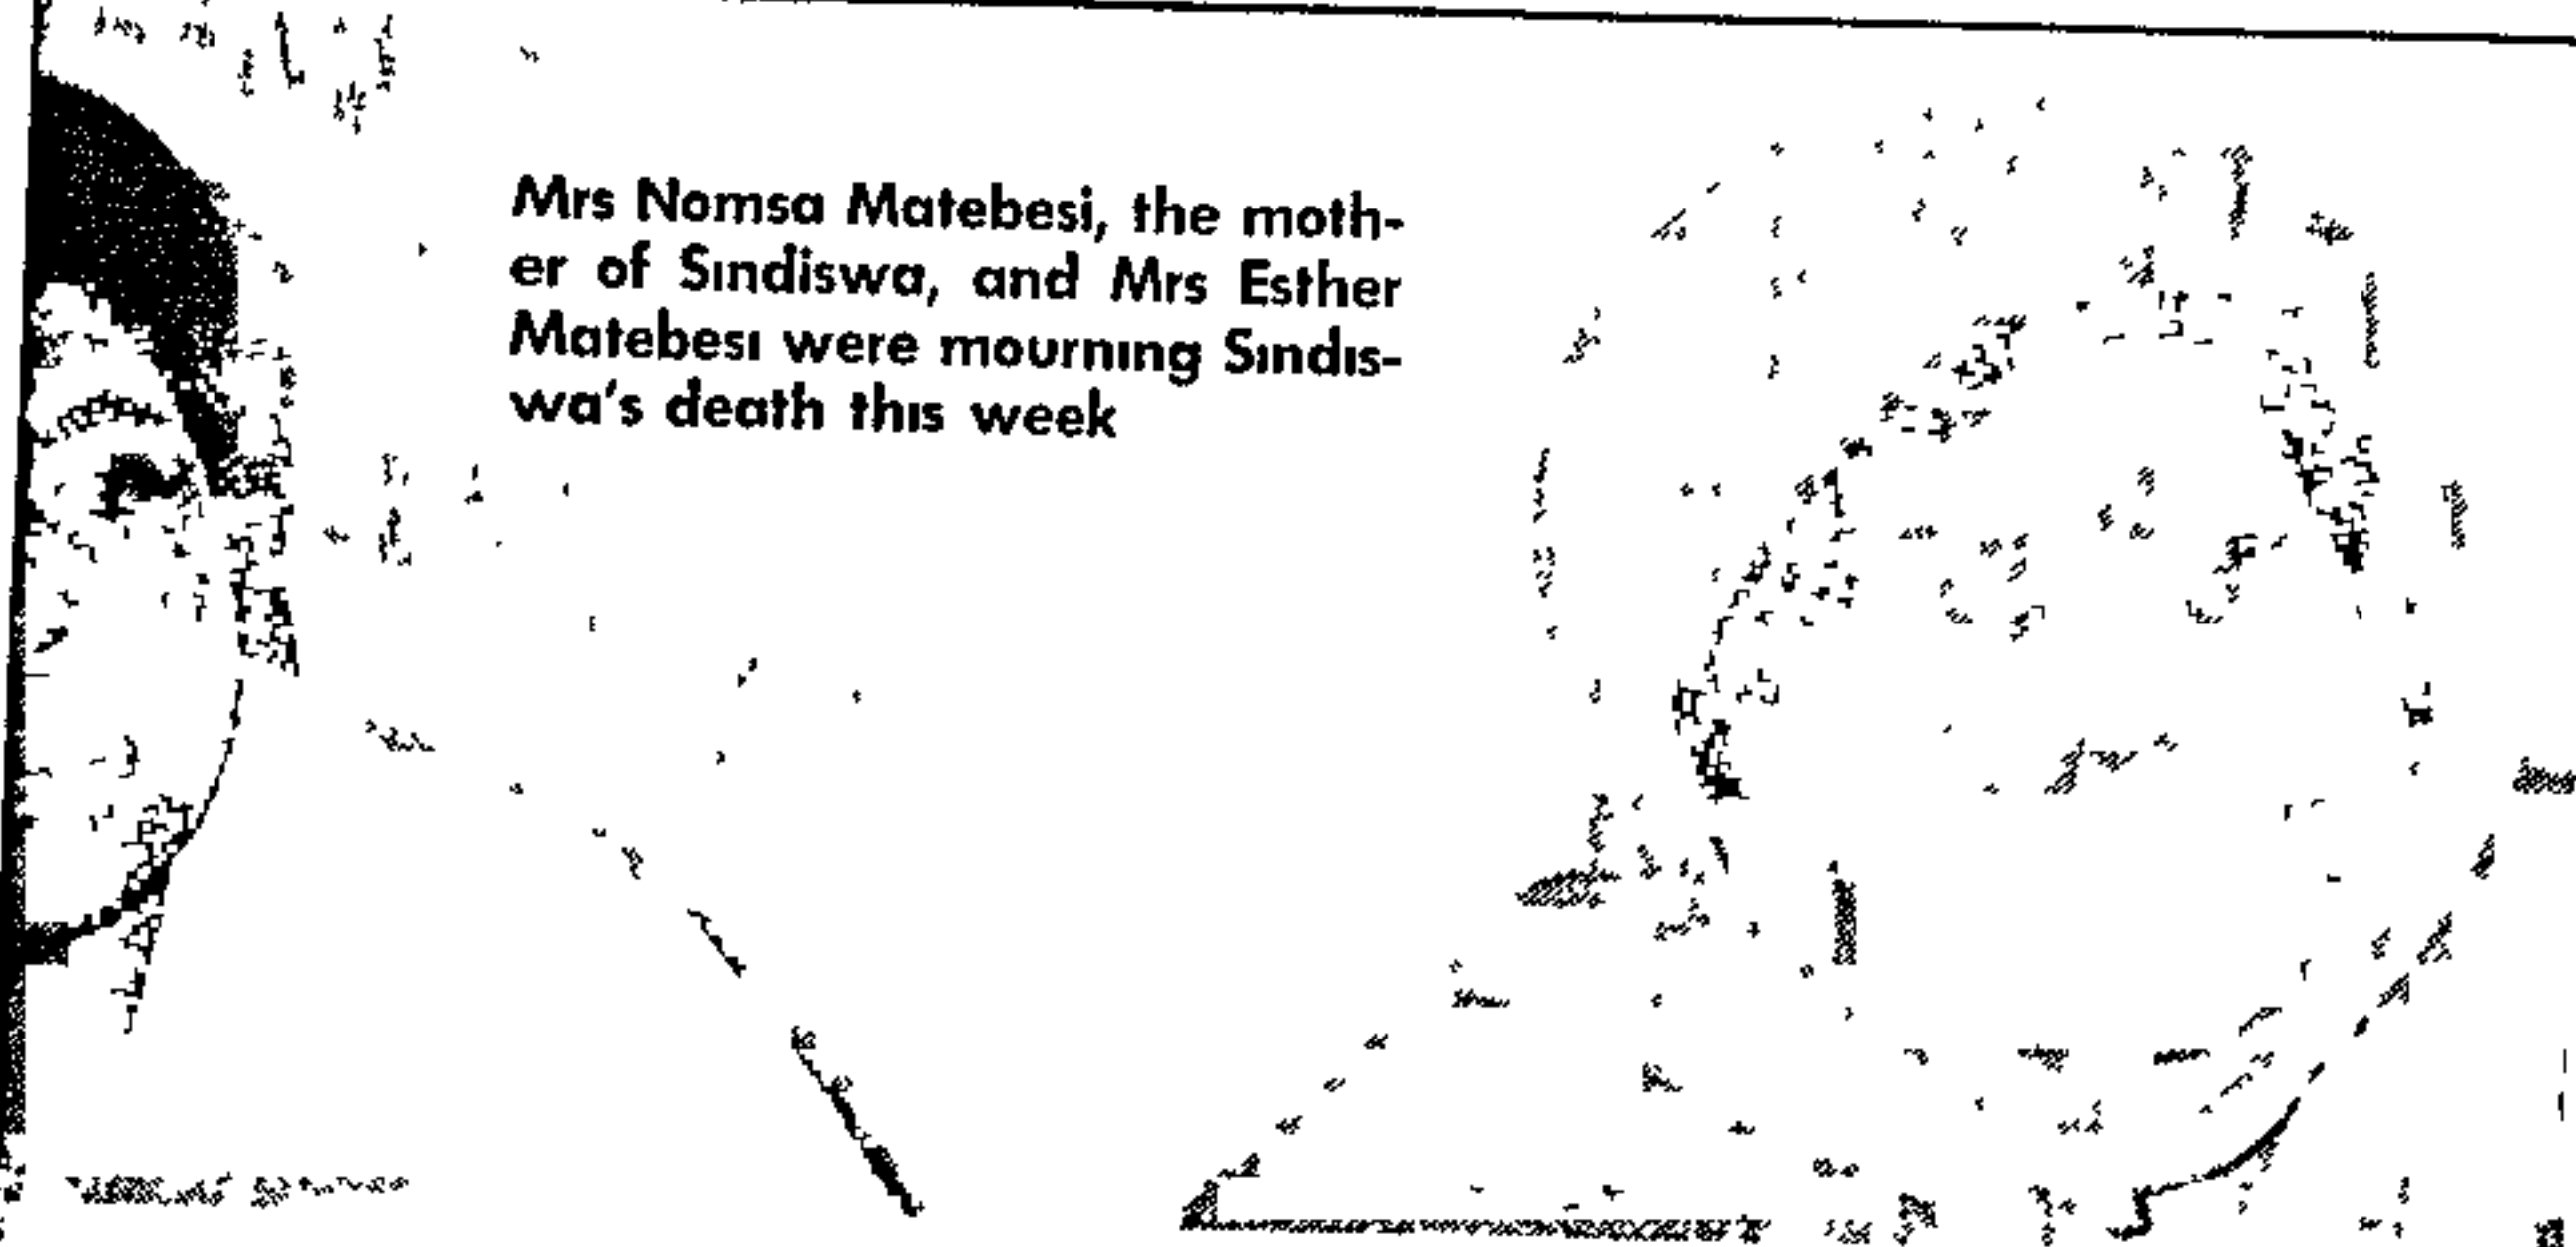 Mrs Nomsa Matebesi, the moth-
er of Sindiswa, and Mrs Esther
Matebesi were mourning Sindis-
wa's death this week